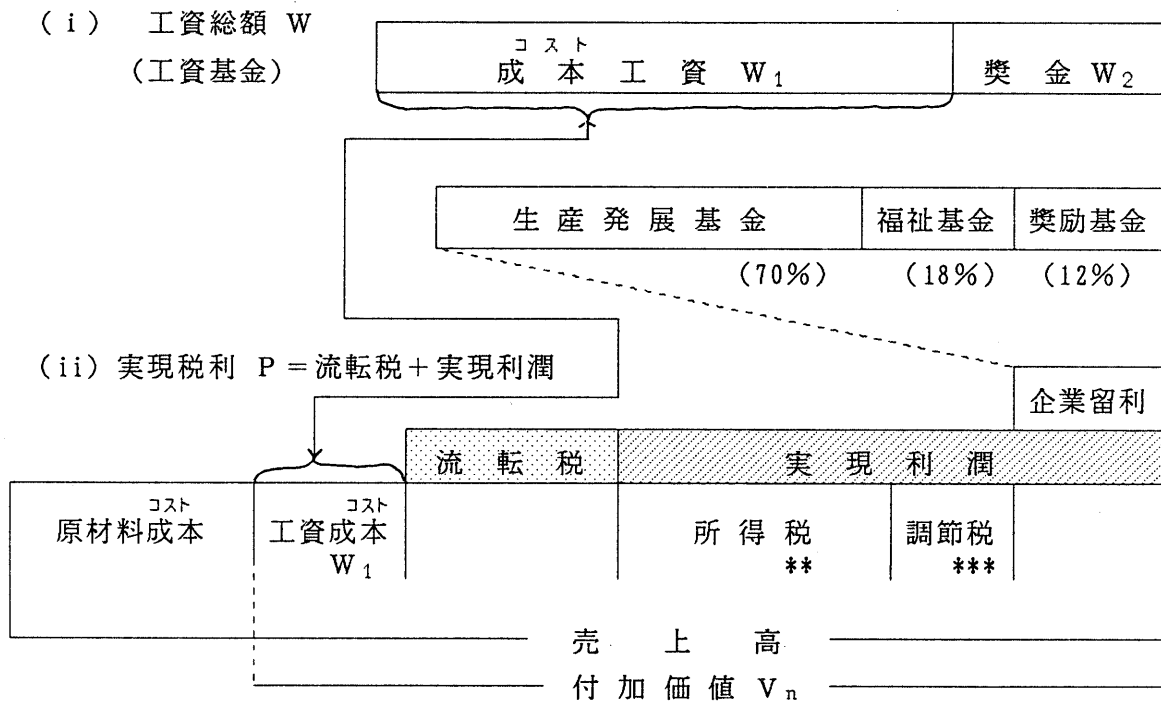 (i) 工資総額 W
(工資基金)
コスト
成本工資 W₁
奨金 W₂
生産発展基金
福祉基金
奨励基金
(70%)
(18%)
(12%)
(ii) 実現税利 P=流転税+実現利潤
企業留利
流転税
実現利潤
コスト
原材料成本
コスト
工資成本
W₁
所得税
**
調節税
***
売上高
付加価値 Vn